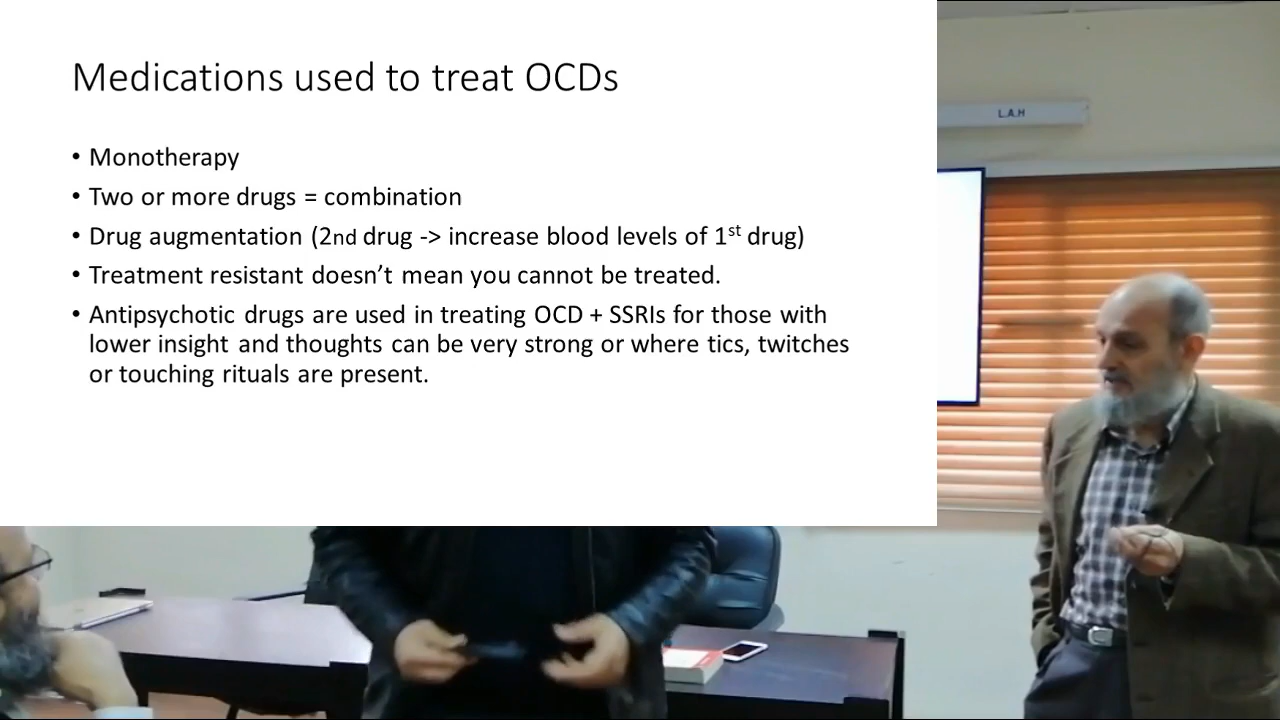 Medications used to treat OCDs
• Monotherapy
• Two or more drugs = combination
• Drug augmentation (2nd drug -> increase blood levels of 1st drug)
• Treatment resistant doesn’t mean you cannot be treated.
• Antipsychotic drugs are used in treating OCD + SSRIs for those with
lower insight and thoughts can be very strong or where tics, twitches
or touching rituals are present.
L.A.H